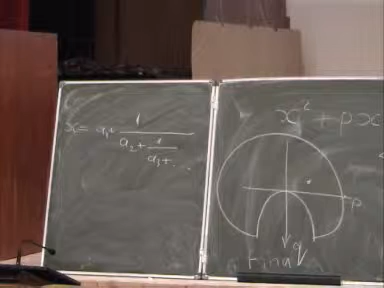 x = a₁ + 1
a₂ + 1
a₃ + ...
x² + px
p
q